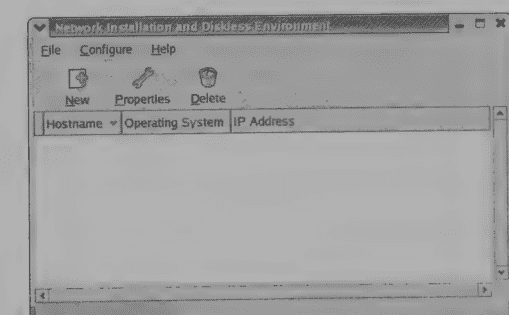 Network Installation and Diskless Environment
File Configure Help
New Properties Delete
Hostname Operating System IP Address